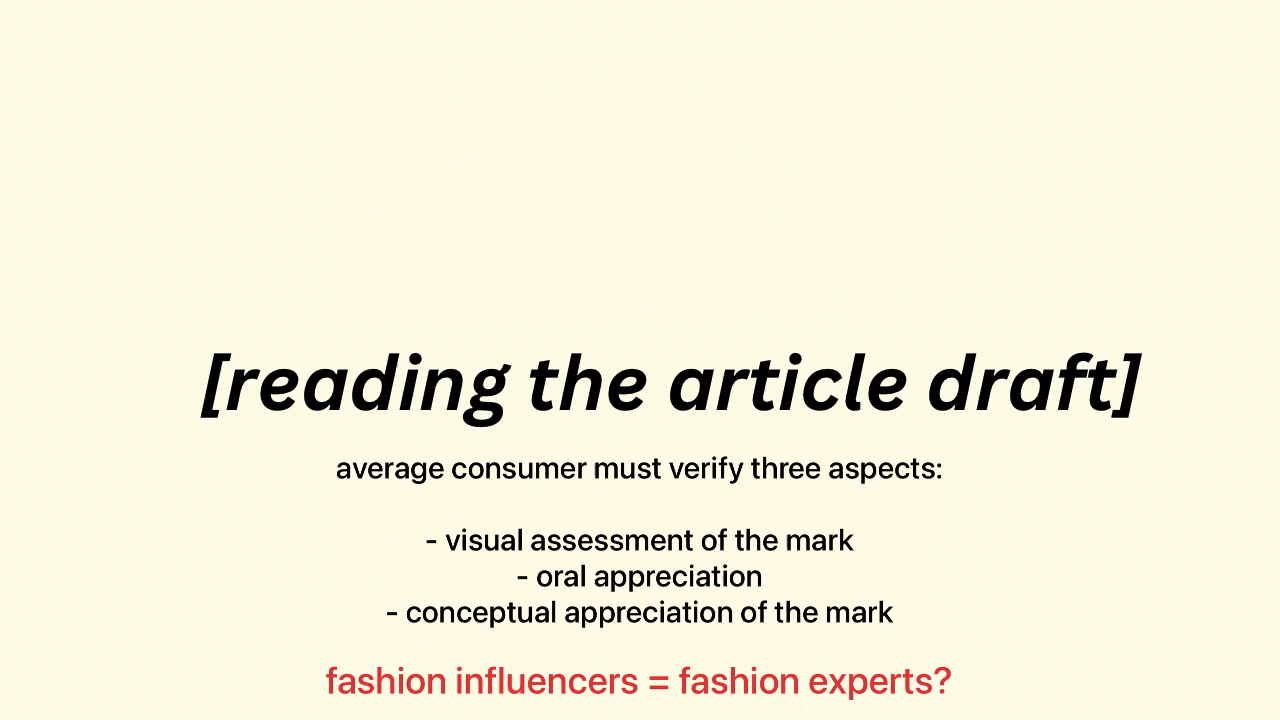 [reading the article draft]
average consumer must verify three aspects:
- visual assessment of the mark
- oral appreciation
- conceptual appreciation of the mark
fashion influencers = fashion experts?